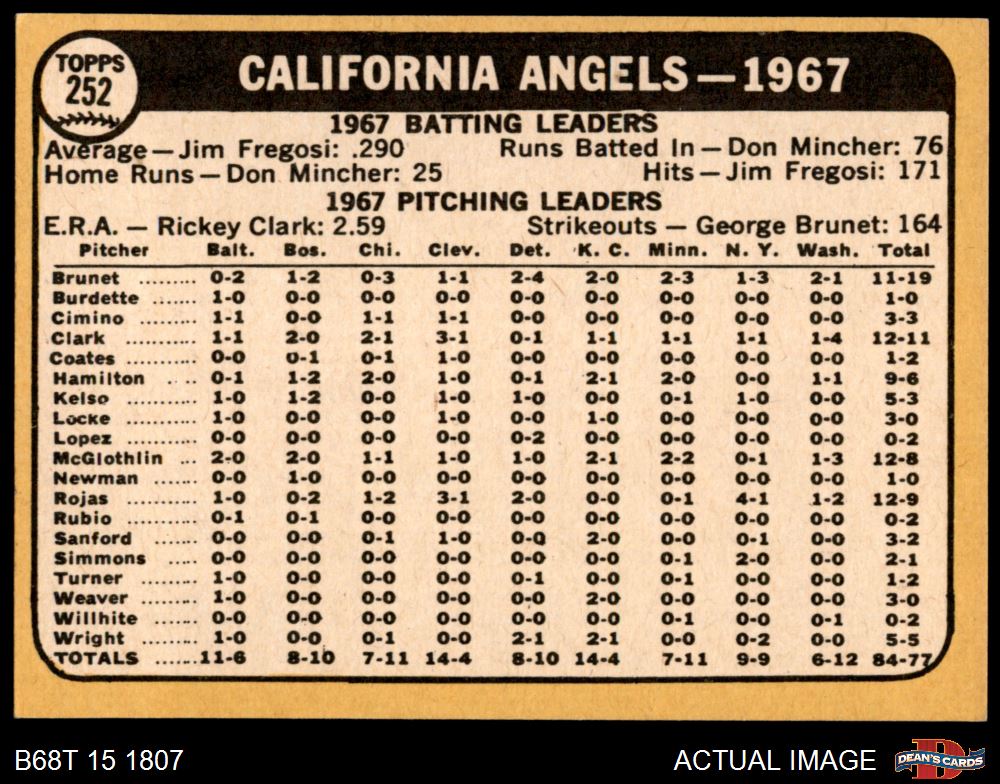 TOPPS
252
CALIFORNIA ANGELS—1967
1967 BATTING LEADERS
Average—Jim Fregosi: .290 Runs Batted In—Don Mincher: 76
Home Runs—Don Mincher: 25 Hits—Jim Fregosi: 171
1967 PITCHING LEADERS
E.R.A. — Rickey Clark: 2.59 Strikeouts — George Brunet: 164
Pitcher Balt. Bos. Chi. Clev. Det. K. C. Minn. N. Y. Wash. Total
Brunet ......... 0-2 1-2 0-3 1-1 2-4 2-0 2-3 1-3 2-1 11-19
Burdette ....... 1-0 0-0 0-0 0-0 0-0 0-0 0-0 0-0 0-0 1-0
Cimino ......... 1-1 0-0 1-1 1-1 0-0 0-0 0-0 0-0 0-0 3-3
Clark ........... 1-1 2-0 2-1 3-1 0-1 1-1 1-1 1-1 1-4 12-11
Coates .......... 0-0 0-1 0-1 1-0 0-0 0-0 0-0 0-0 0-0 1-2
Hamilton .... 0-1 1-2 2-0 1-0 0-1 2-1 2-0 0-0 1-1 9-6
Kelso ........... 1-0 1-2 0-0 1-0 1-0 0-0 0-1 1-0 0-0 5-3
Locke ........... 1-0 0-0 0-0 1-0 0-0 1-0 0-0 0-0 0-0 3-0
Lopez ........... 0-0 0-0 0-0 0-0 0-2 0-0 0-0 0-0 0-0 0-2
McGlothlin ... 2-0 2-0 1-1 1-0 1-0 2-1 2-2 0-1 1-3 12-8
Newman ........ 0-0 1-0 0-0 0-0 0-0 0-0 0-0 0-0 0-0 1-0
Rojas ........... 1-0 0-2 1-2 3-1 2-0 0-0 0-1 4-1 1-2 12-9
Rubio ........... 0-1 0-1 0-0 0-0 0-0 0-0 0-0 0-0 0-0 0-2
Sanford ....... 0-0 0-0 0-1 1-0 0-0 2-0 0-0 0-1 0-0 3-2
Simmons ..... 0-0 0-0 0-0 0-0 0-0 0-0 0-1 2-0 0-0 2-1
Turner ......... 1-0 0-0 0-0 0-0 0-1 0-0 0-1 0-0 0-0 1-2
Weaver ........ 1-0 0-0 0-0 0-0 0-0 2-0 0-0 0-0 0-0 3-0
Willhite ....... 0-0 0-0 0-0 0-0 0-0 0-0 0-1 0-0 0-1 0-2
Wright ........ 1-0 0-0 0-1 0-0 2-1 2-1 0-0 0-2 0-0 5-5
TOTALS ......11-6 8-10 7-11 14-4 8-10 14-4 7-11 9-9 6-12 84-77
B68T 15 1807 ACTUAL IMAGE
DEAN'S CARDS